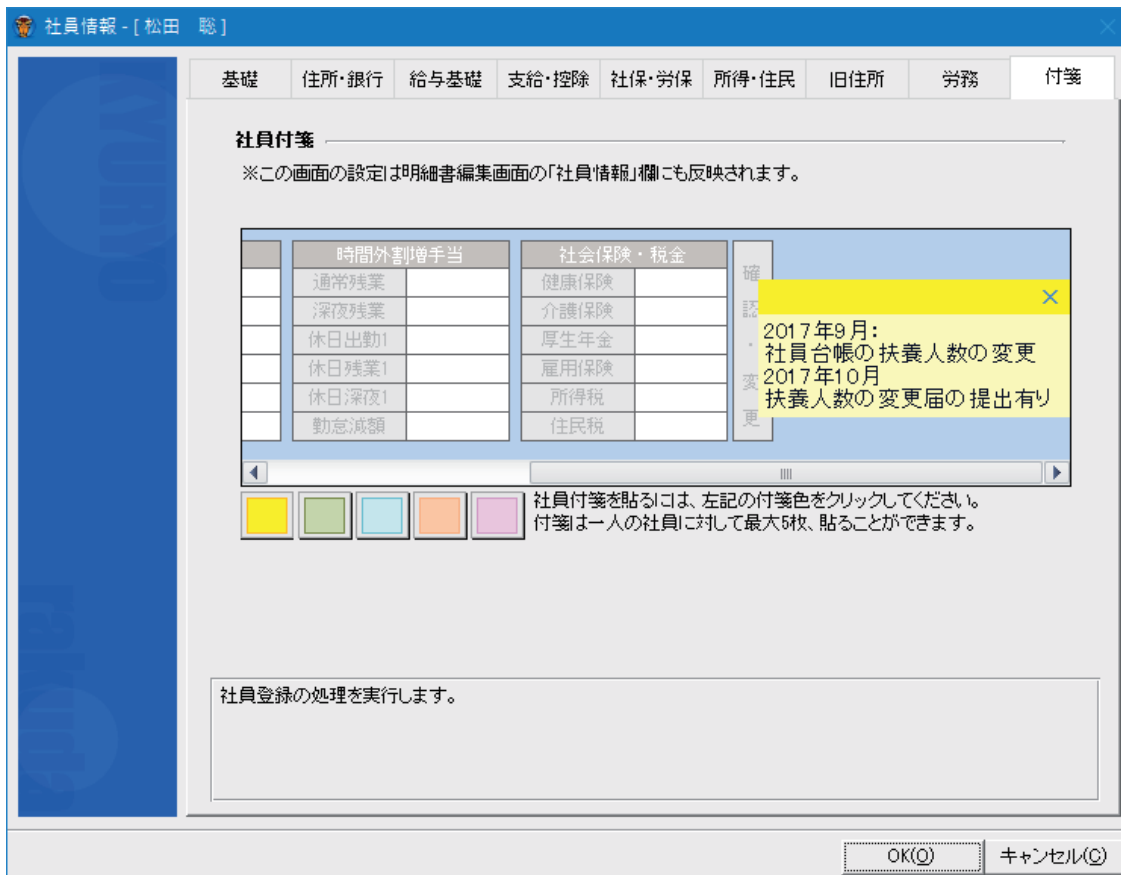 社員情報 - [ 松田　聡 ]
基礎 住所・銀行 給与基礎 支給・控除 社保・労保 所得・住民 旧住所 労務 付箋
社員付箋
※この画面の設定は明細書編集画面の「社員情報」欄にも反映されます。
時間外割増手当
通常残業
深夜残業
休日出勤1
休日残業1
休日深夜1
勤怠減額
社会保険・税金
健康保険
介護保険
厚生年金
雇用保険
所得税
住民税
確
認
・
変
更
2017年9月：
社員台帳の扶養人数の変更
2017年10月
扶養人数の変更届の提出有り
社員付箋を貼るには、左記の付箋色をクリックしてください。
付箋は一人の社員に対して最大5枚、貼ることができます。
社員登録の処理を実行します。
OK(O) キャンセル(C)
KYURYO
rakuda